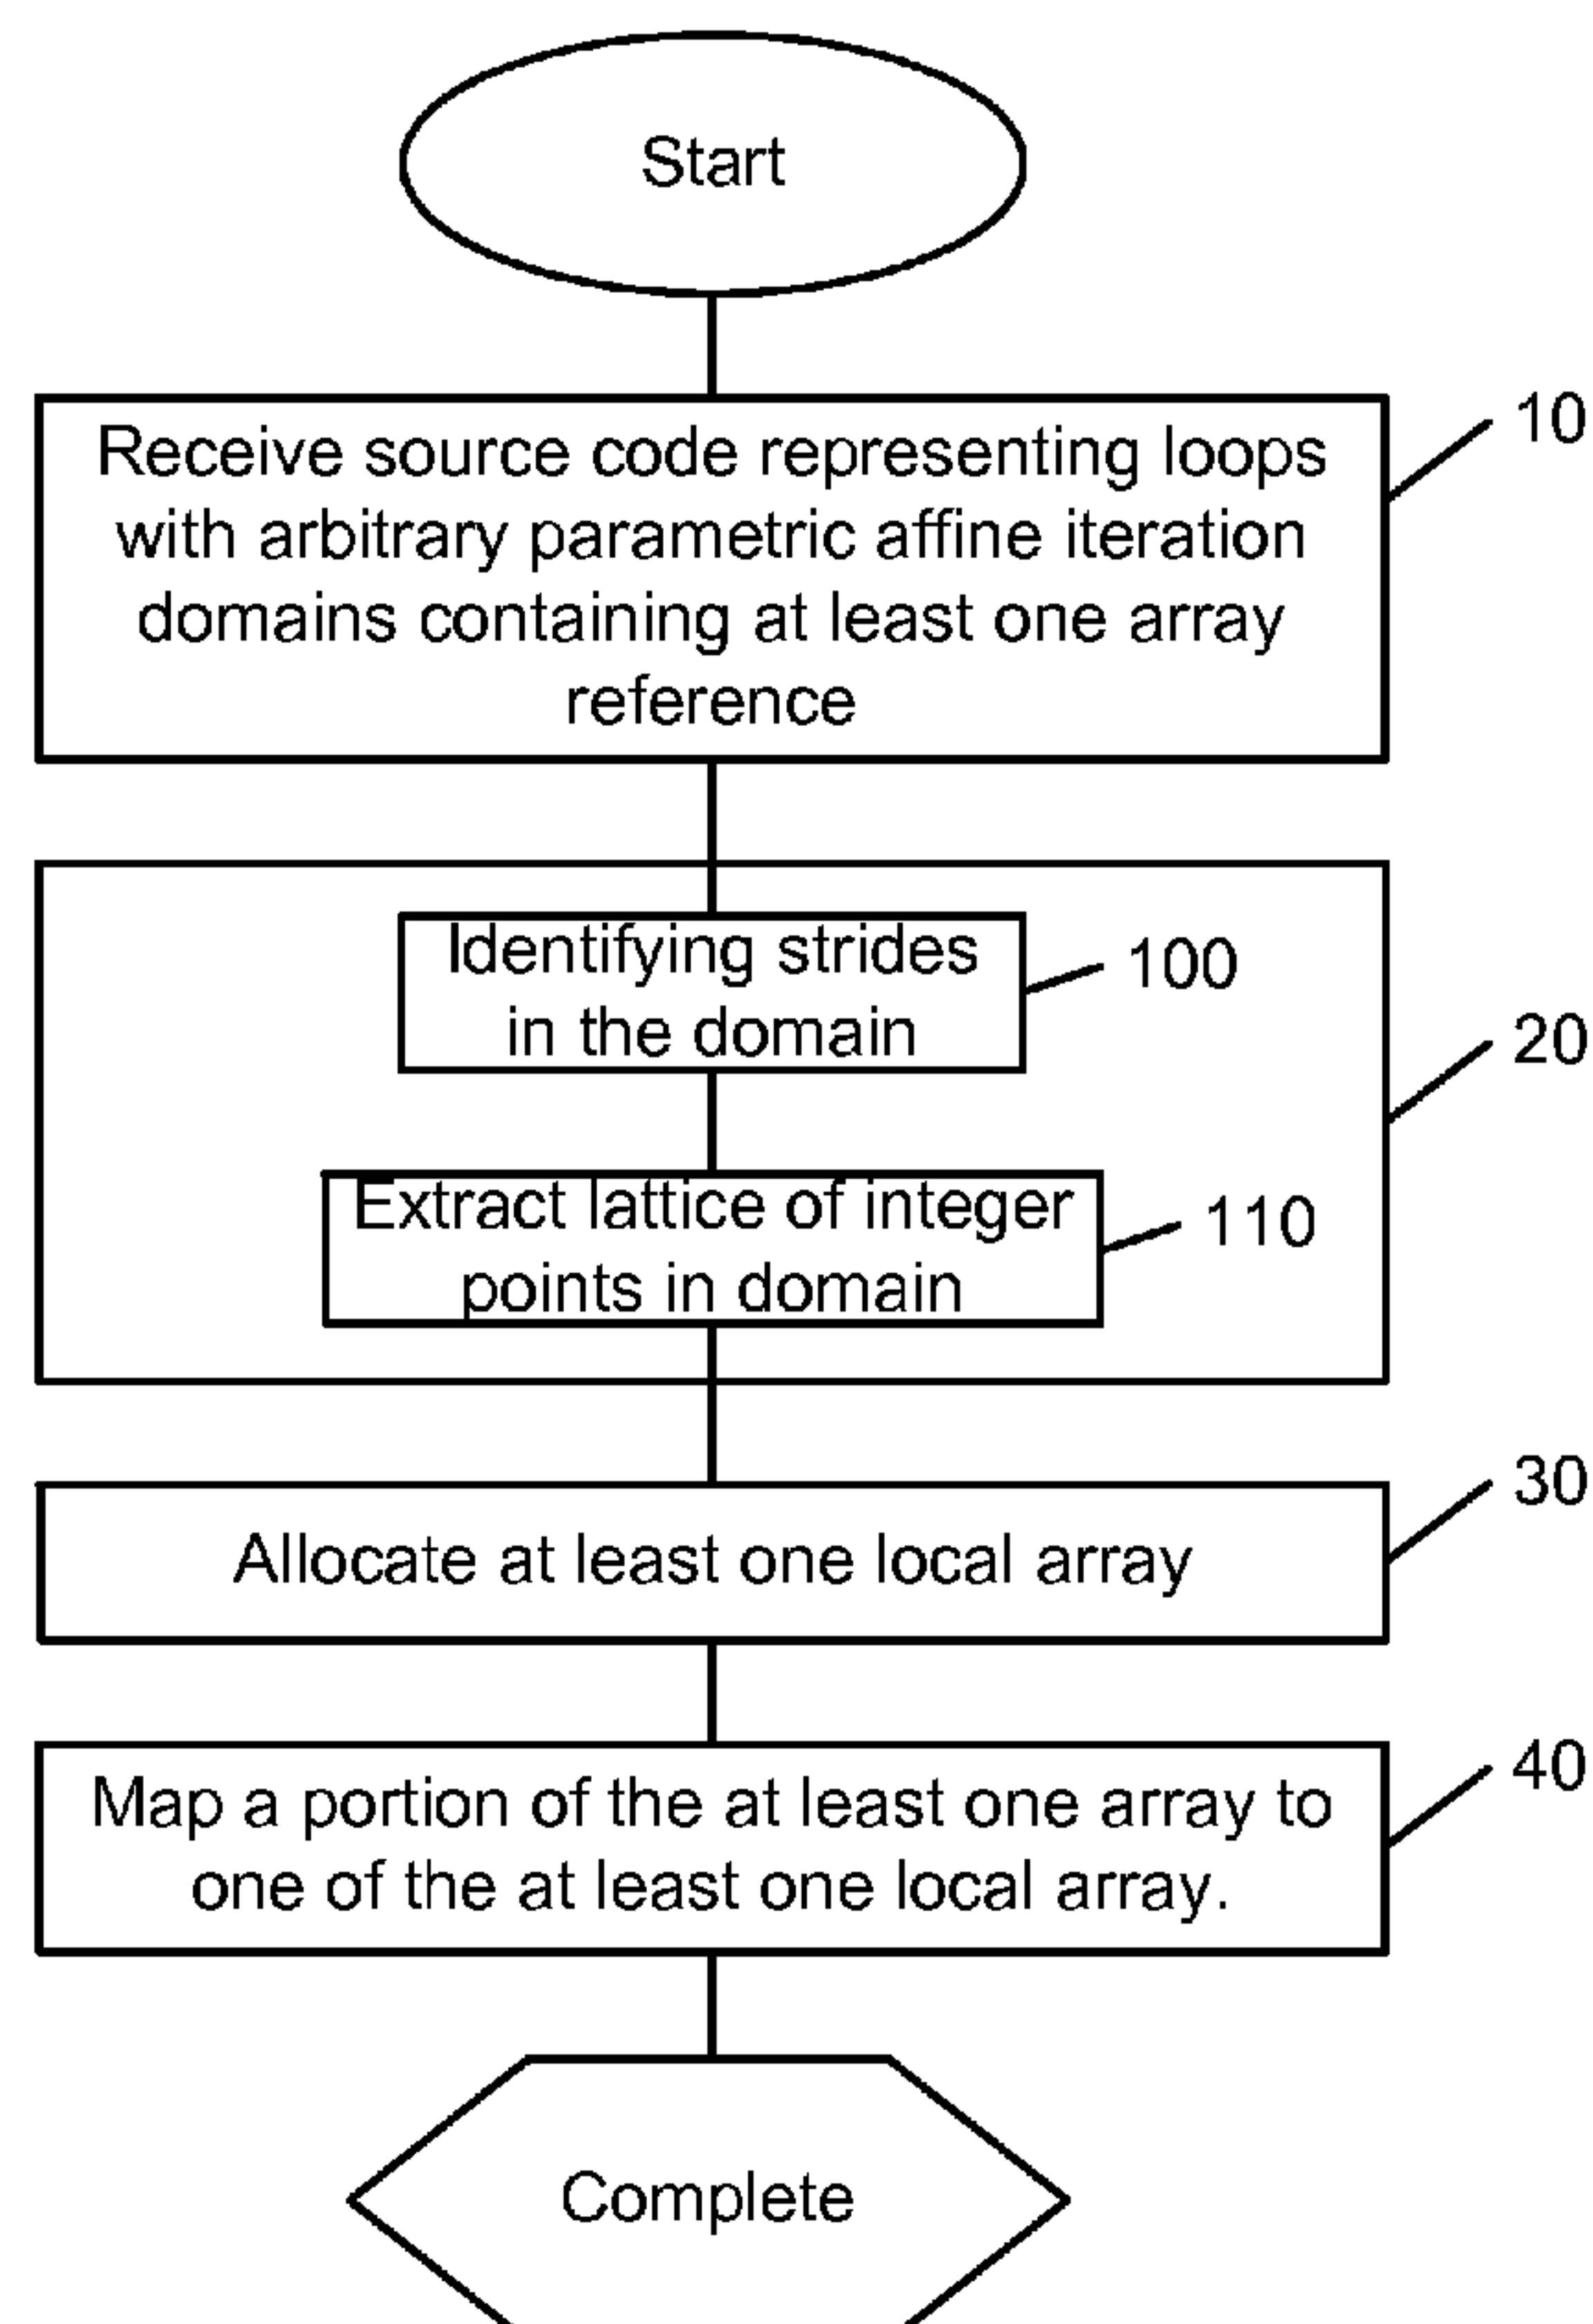 Start
Receive source code representing loops
with arbitrary parametric affine iteration
domains containing at least one array
reference
10
Identifying strides
in the domain
100
20
Extract lattice of integer
points in domain
110
Allocate at least one local array
30
Map a portion of the at least one array to
one of the at least one local array.
40
Complete